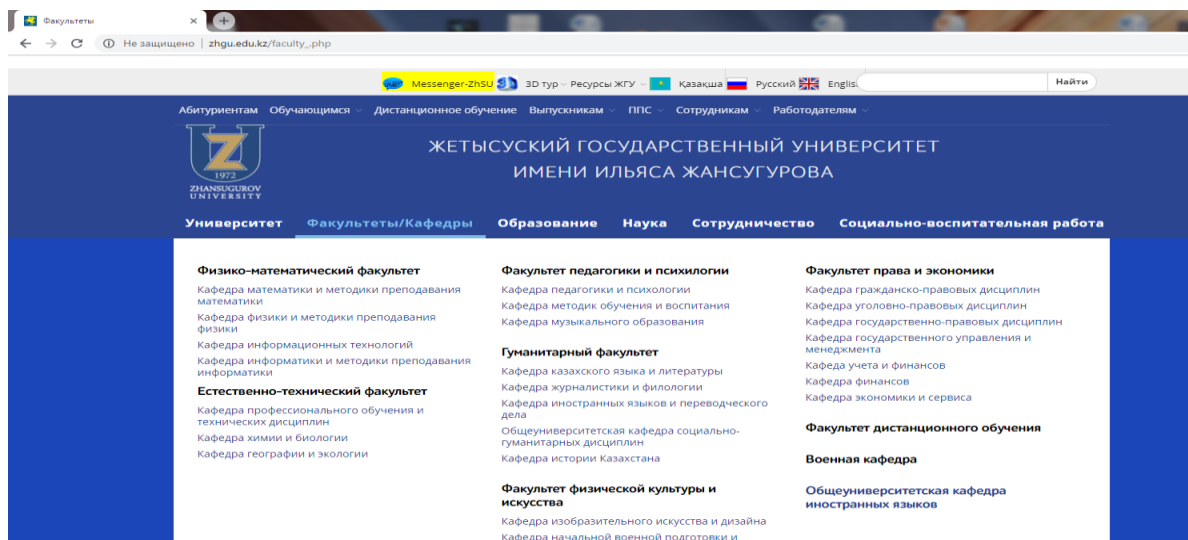 Факультеты
Не защищено | zhgu.edu.kz/faculty_.php
Messenger-ZhSU 3D тур Ресурсы ЖГУ Қазақша Русский Englis Найти
Абитуриентам Обучающимся Дистанционное обучение Выпускникам ППС Сотрудникам Работодателям
1972
ZHANSUGUROV
UNIVERSITY
ЖЕТЫСУСКИЙ ГОСУДАРСТВЕННЫЙ УНИВЕРСИТЕТ
ИМЕНИ ИЛЬЯСА ЖАНСУГУРОВА
Университет Факультеты/Кафедры Образование Наука Сотрудничество Социально-воспитательная работа
Физико-математический факультет
Кафедра математики и методики преподавания
математики
Кафедра физики и методики преподавания
физики
Кафедра информационных технологий
Кафедра информатики и методики преподавания
информатики
Естественно-технический факультет
Кафедра профессионального обучения и
технических дисциплин
Кафедра химии и биологии
Кафедра географии и экологии
Факультет педагогики и психилогии
Кафедра педагогики и психологии
Кафедра методик обучения и воспитания
Кафедра музыкального образования
Гуманитарный факультет
Кафедра казахского языка и литературы
Кафедра журналистики и филологии
Кафедра иностранных языков и переводческого
дела
Общеуниверситетская кафедра социально-
гуманитарных дисциплин
Кафедра истории Казахстана
Факультет физической культуры и
искусства
Кафедра изобразительного искусства и дизайна
Кафедра начальной военной подготовки и
Факультет права и экономики
Кафедра гражданско-правовых дисциплин
Кафедра уголовно-правовых дисциплин
Кафедра государственно-правовых дисциплин
Кафедра государственного управления и
менеджмента
Кафеда учета и финансов
Кафедра финансов
Кафедра экономики и сервиса
Факультет дистанционного обучения
Военная кафедра
Общеуниверситетская кафедра
иностранных языков